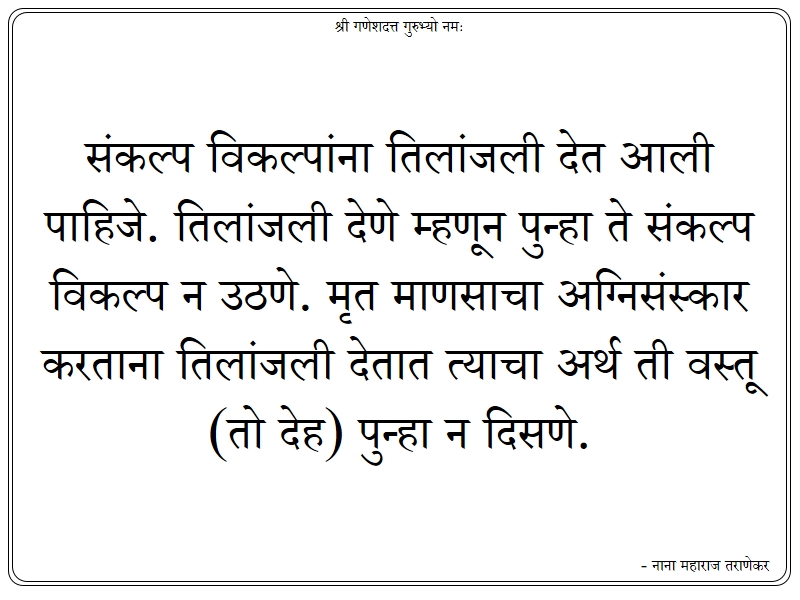 श्री गणेशदत्त गुरुभ्यो नमः
संकल्प विकल्पांना तिलांजली देत आली
पाहिजे. तिलांजली देणे म्हणून पुन्हा ते संकल्प
विकल्प न उठणे. मृत माणसाचा अग्निसंस्कार
करताना तिलांजली देतात त्याचा अर्थ ती वस्तू
(तो देह) पुन्हा न दिसणे.
- नाना महाराज तराणेकर